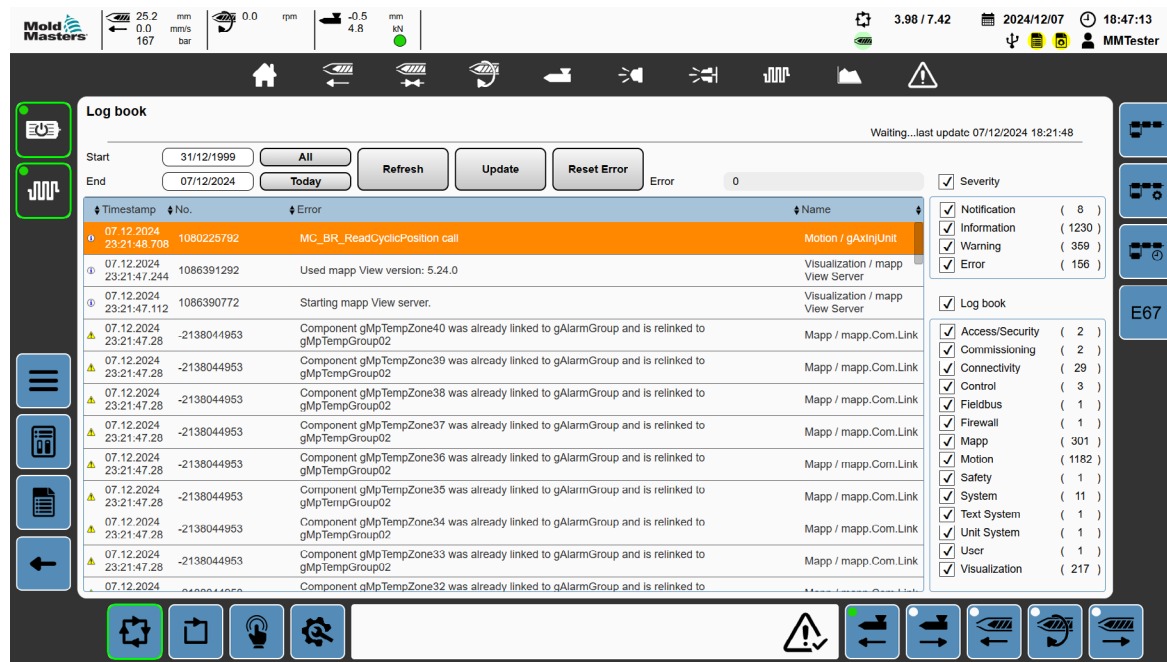 Mold
Masters
25.2 mm
0.0 mm/s
167 bar
0.0 rpm
-0.5 mm
4.8 kN
3.98 / 7.42
2024/12/07
18:47:13
MMTester
Log book
Waiting...last update 07/12/2024 18:21:48
Start 31/12/1999 All
End 07/12/2024 Today
Refresh
Update
Reset Error
Error 0
Timestamp No. Error Name
07.12.2024
23:21:48.708 1080225792 MC_BR_ReadCyclicPosition call Motion / gAxInjUnit
07.12.2024
23:21:47.244 1086391292 Used mapp View version: 5.24.0 Visualization / mapp
View Server
07.12.2024
23:21:47.112 1086390772 Starting mapp View server. Visualization / mapp
View Server
07.12.2024
23:21:47.28 -2138044953 Component gMpTempZone40 was already linked to gAlarmGroup and is relinked to
gMpTempGroup02 Mapp / mapp.Com.Link
07.12.2024
23:21:47.28 -2138044953 Component gMpTempZone39 was already linked to gAlarmGroup and is relinked to
gMpTempGroup02 Mapp / mapp.Com.Link
07.12.2024
23:21:47.28 -2138044953 Component gMpTempZone38 was already linked to gAlarmGroup and is relinked to
gMpTempGroup02 Mapp / mapp.Com.Link
07.12.2024
23:21:47.28 -2138044953 Component gMpTempZone37 was already linked to gAlarmGroup and is relinked to
gMpTempGroup02 Mapp / mapp.Com.Link
07.12.2024
23:21:47.28 -2138044953 Component gMpTempZone36 was already linked to gAlarmGroup and is relinked to
gMpTempGroup02 Mapp / mapp.Com.Link
07.12.2024
23:21:47.28 -2138044953 Component gMpTempZone35 was already linked to gAlarmGroup and is relinked to
gMpTempGroup02 Mapp / mapp.Com.Link
07.12.2024
23:21:47.28 -2138044953 Component gMpTempZone34 was already linked to gAlarmGroup and is relinked to
gMpTempGroup02 Mapp / mapp.Com.Link
07.12.2024
23:21:47.28 -2138044953 Component gMpTempZone33 was already linked to gAlarmGroup and is relinked to
gMpTempGroup02 Mapp / mapp.Com.Link
07.12.2024 Component gMpTempZone32 was already linked to gAlarmGroup and is relinked to
Severity
Notification ( 8 )
Information ( 1230 )
Warning ( 359 )
Error ( 156 )
Log book
Access/Security ( 2 )
Commissioning ( 2 )
Connectivity ( 29 )
Control ( 3 )
Fieldbus ( 1 )
Firewall ( 1 )
Mapp ( 301 )
Motion ( 1182 )
Safety ( 1 )
System ( 11 )
Text System ( 1 )
Unit System ( 1 )
User ( 1 )
Visualization ( 217 )
E67